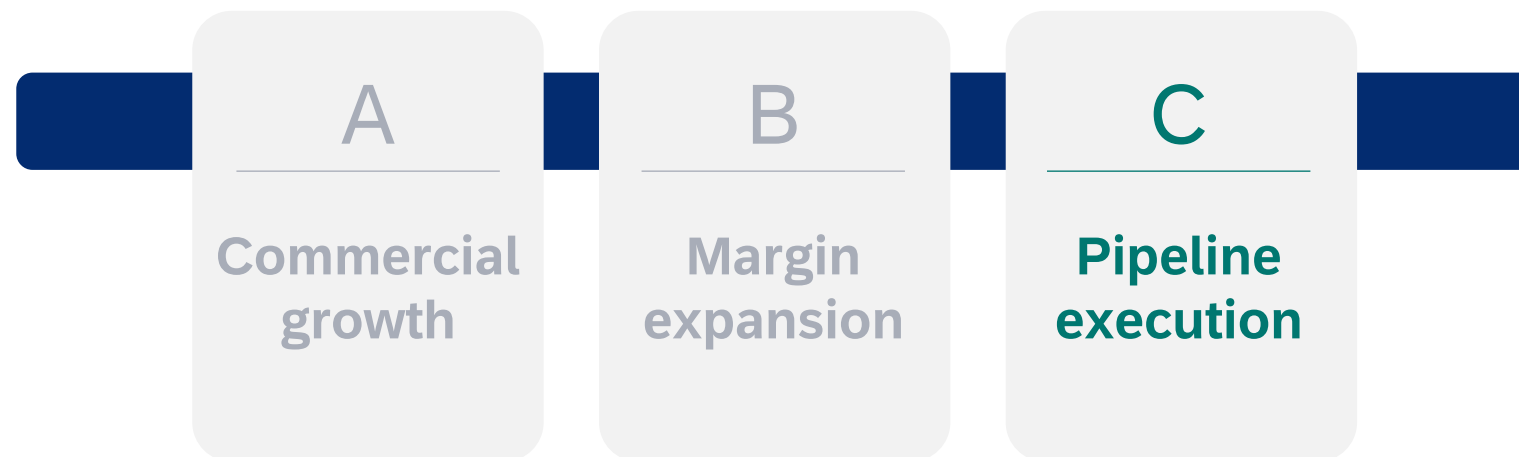 A
Commercial
growth
B
Margin
expansion
C
Pipeline
execution